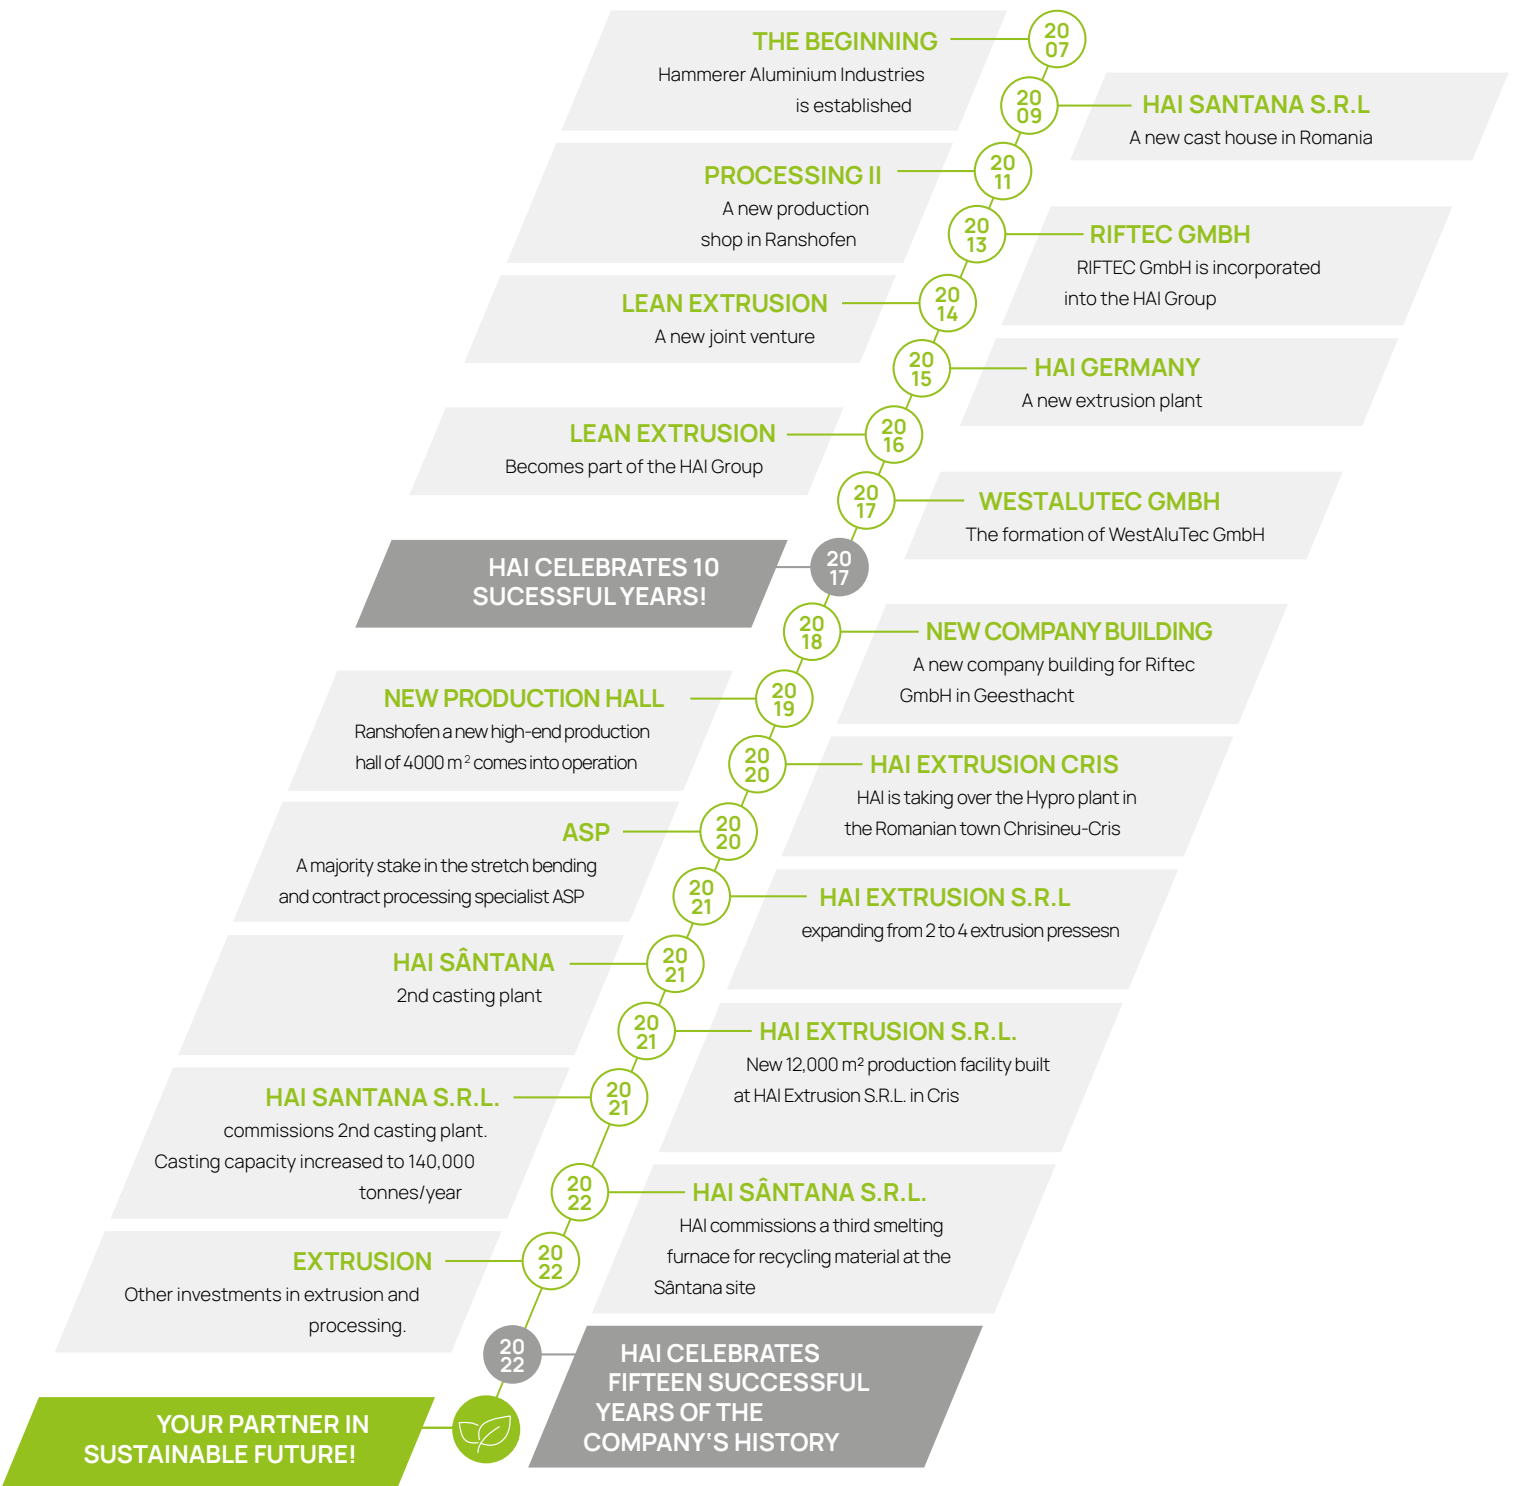 20
07
THE BEGINNING
Hammerer Aluminium Industries
is established
20
09
HAI SANTANA S.R.L
A new cast house in Romania
20
11
PROCESSING II
A new production
shop in Ranshofen
20
13
RIFTEC GMBH
RIFTEC GmbH is incorporated
into the HAI Group
20
14
LEAN EXTRUSION
A new joint venture
20
15
HAI GERMANY
A new extrusion plant
20
16
LEAN EXTRUSION
Becomes part of the HAI Group
20
17
WESTALUTEC GMBH
The formation of WestAluTec GmbH
20
17
HAI CELEBRATES 10
SUCESSFUL YEARS!
20
18
NEW COMPANY BUILDING
A new company building for Riftec
GmbH in Geesthacht
20
19
NEW PRODUCTION HALL
Ranshofen a new high-end production
hall of 4000 m² comes into operation
20
20
HAI EXTRUSION CRIS
HAI is taking over the Hypro plant in
the Romanian town Chrisineu-Cris
20
20
ASP
A majority stake in the stretch bending
and contract processing specialist ASP
20
21
HAI EXTRUSION S.R.L
expanding from 2 to 4 extrusion pressesn
20
21
HAI SÂNTANA
2nd casting plant
20
21
HAI EXTRUSION S.R.L.
New 12,000 m² production facility built
at HAI Extrusion S.R.L. in Cris
20
21
HAI SANTANA S.R.L.
commissions 2nd casting plant.
Casting capacity increased to 140,000
tonnes/year
20
22
HAI SÂNTANA S.R.L.
HAI commissions a third smelting
furnace for recycling material at the
Sântana site
20
22
EXTRUSION
Other investments in extrusion and
processing.
20
22
HAI CELEBRATES
FIFTEEN SUCCESSFUL
YEARS OF THE
COMPANY‛S HISTORY
YOUR PARTNER IN
SUSTAINABLE FUTURE!